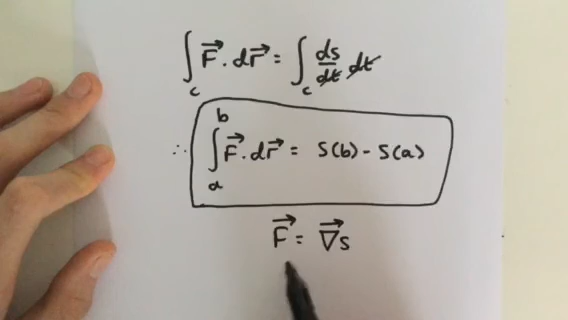 ∫_c F⃗ . dr⃗ = ∫_c ds/dt dt
∴ ∫_a^b F⃗ . dr⃗ = S(b) - S(a)
F⃗ = ∇⃗s